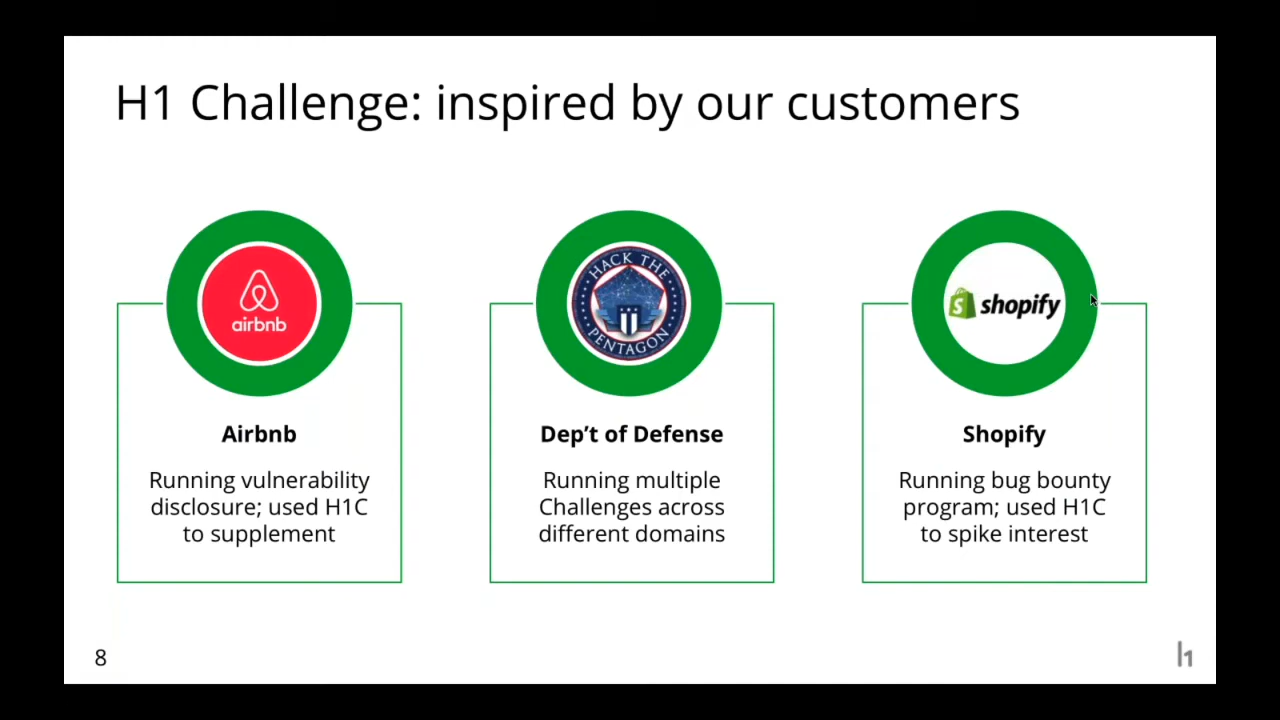 H1 Challenge: inspired by our customers
airbnb
HACK THE
PENTAGON
shopify
Airbnb
Running vulnerability
disclosure; used H1C
to supplement
Dep't of Defense
Running multiple
Challenges across
different domains
Shopify
Running bug bounty
program; used H1C
to spike interest
8
h1